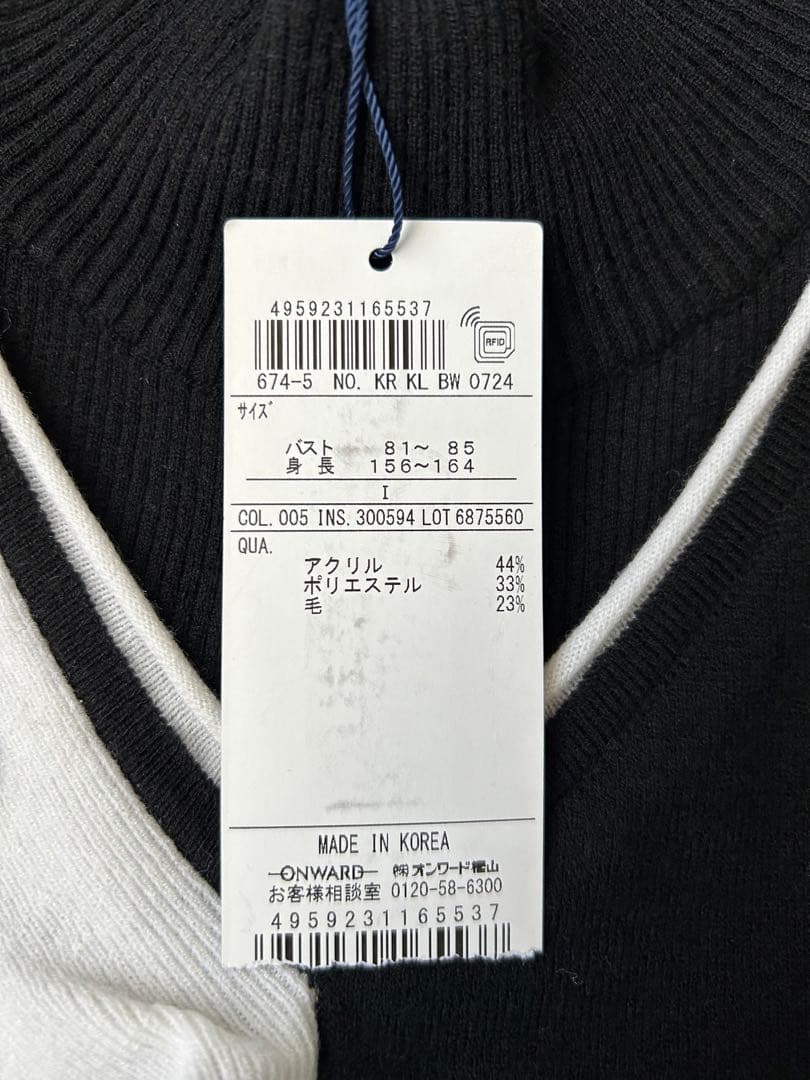 4959231165537
RFID
674-5 NO. KR KL BW 0724
サイズ
バスト 81～ 85
身長 156～164
I
COL. 005 INS. 300594 LOT 6875560
QUA.
アクリル 44%
ポリエステル 33%
毛 23%
MADE IN KOREA
ONWARD ㈱オンワード樫山
お客様相談室 0120-58-6300
4959231165537